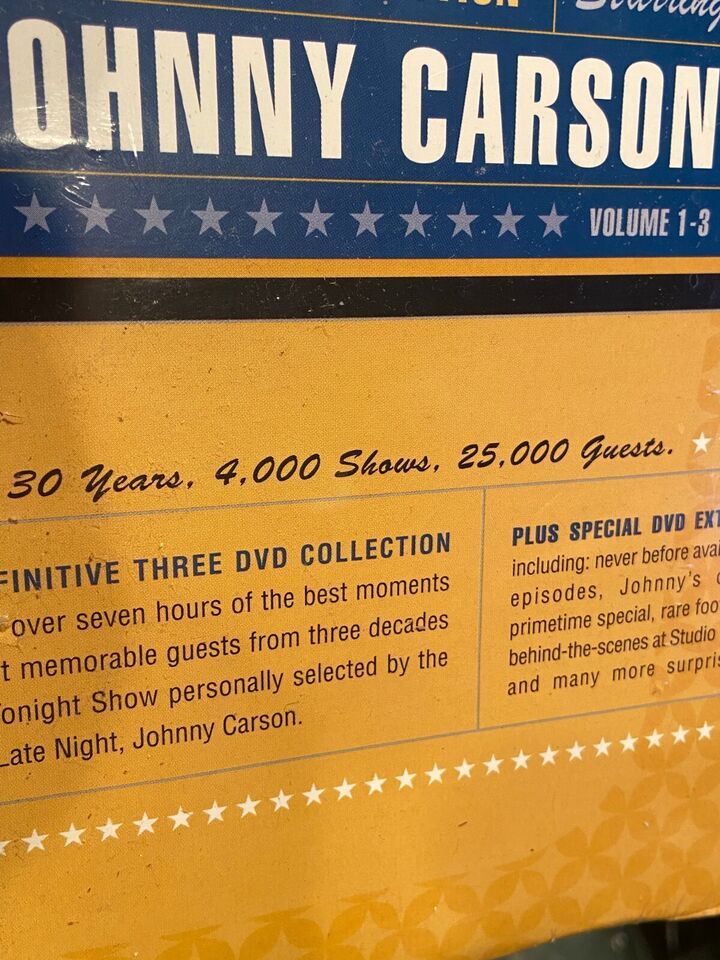 Starring
OHNNY CARSON
VOLUME 1-3
30 Years, 4,000 Shows, 25,000 Guests.
FINITIVE THREE DVD COLLECTION
over seven hours of the best moments
t memorable guests from three decades
onight Show personally selected by the
Late Night, Johnny Carson.
PLUS SPECIAL DVD EXT
including: never before avai
episodes, Johnny's
primetime special, rare foo
behind-the-scenes at Studio
and many more surpris